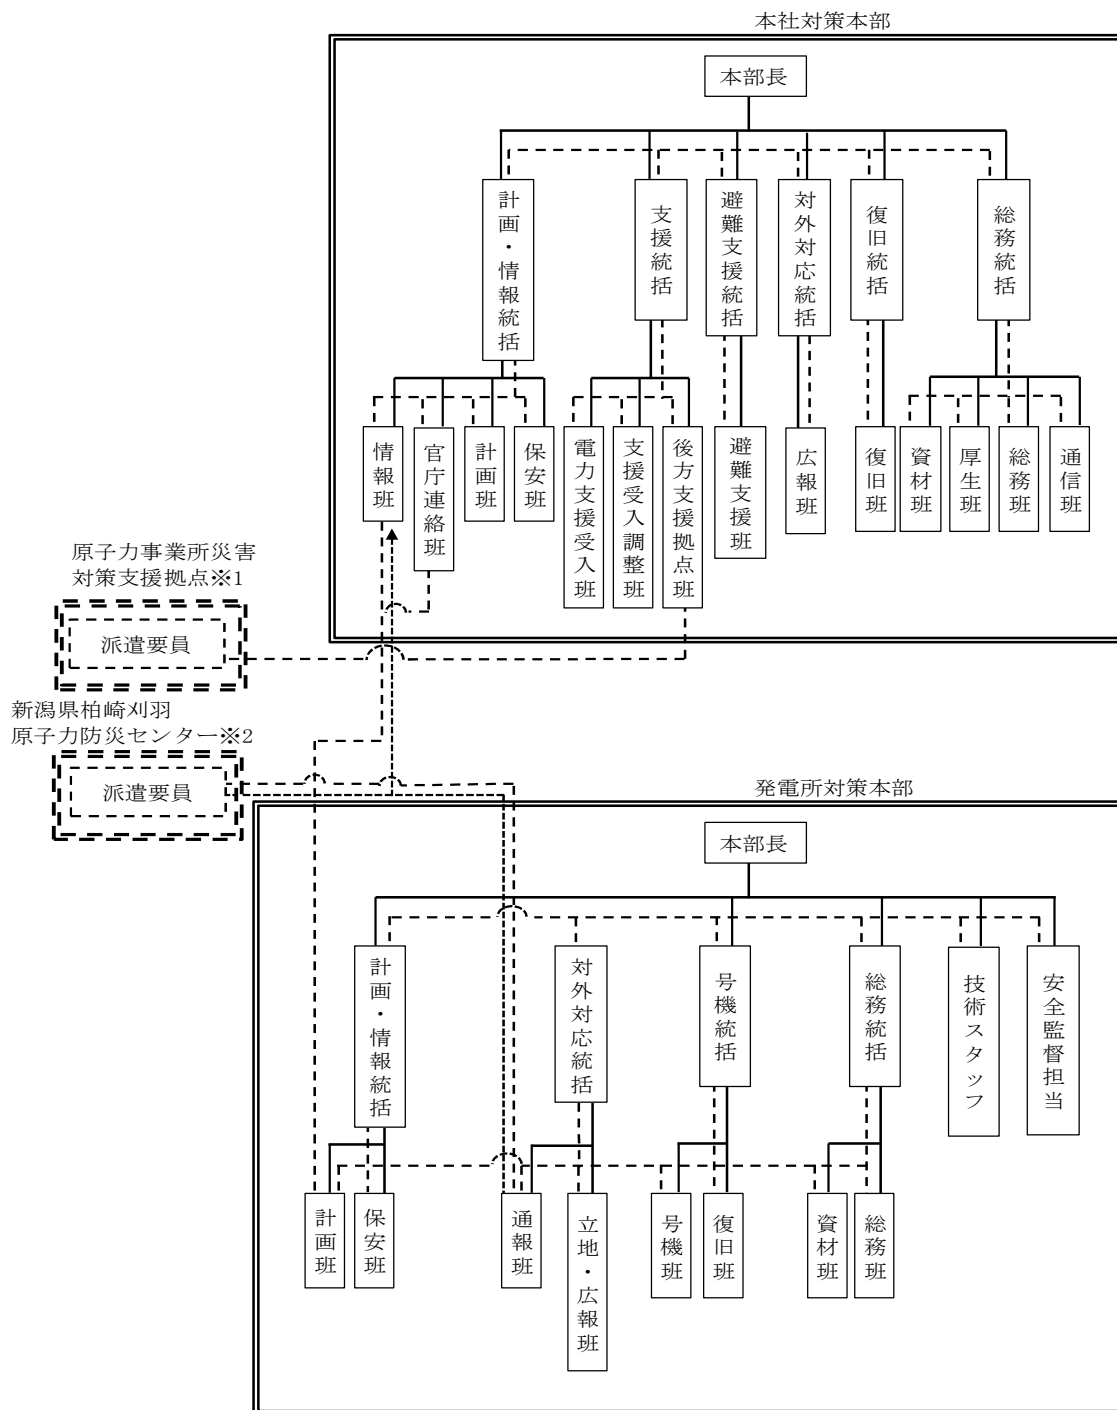 本社対策本部
本部長
計画・情報統括
支援統括
避難支援統括
対外対応統括
復旧統括
総務統括
情報班
官庁連絡班
計画班
保安班
電力支援受入班
支援受入調整班
後方支援拠点班
避難支援班
広報班
復旧班
資材班
厚生班
総務班
通信班
原子力事業所災害
対策支援拠点※1
派遣要員
新潟県柏崎刈羽
原子力防災センター※2
派遣要員
発電所対策本部
本部長
計画・情報統括
対外対応統括
号機統括
総務統括
技術スタッフ
安全監督担当
計画班
保安班
通報班
立地・広報班
号機班
復旧班
資材班
総務班